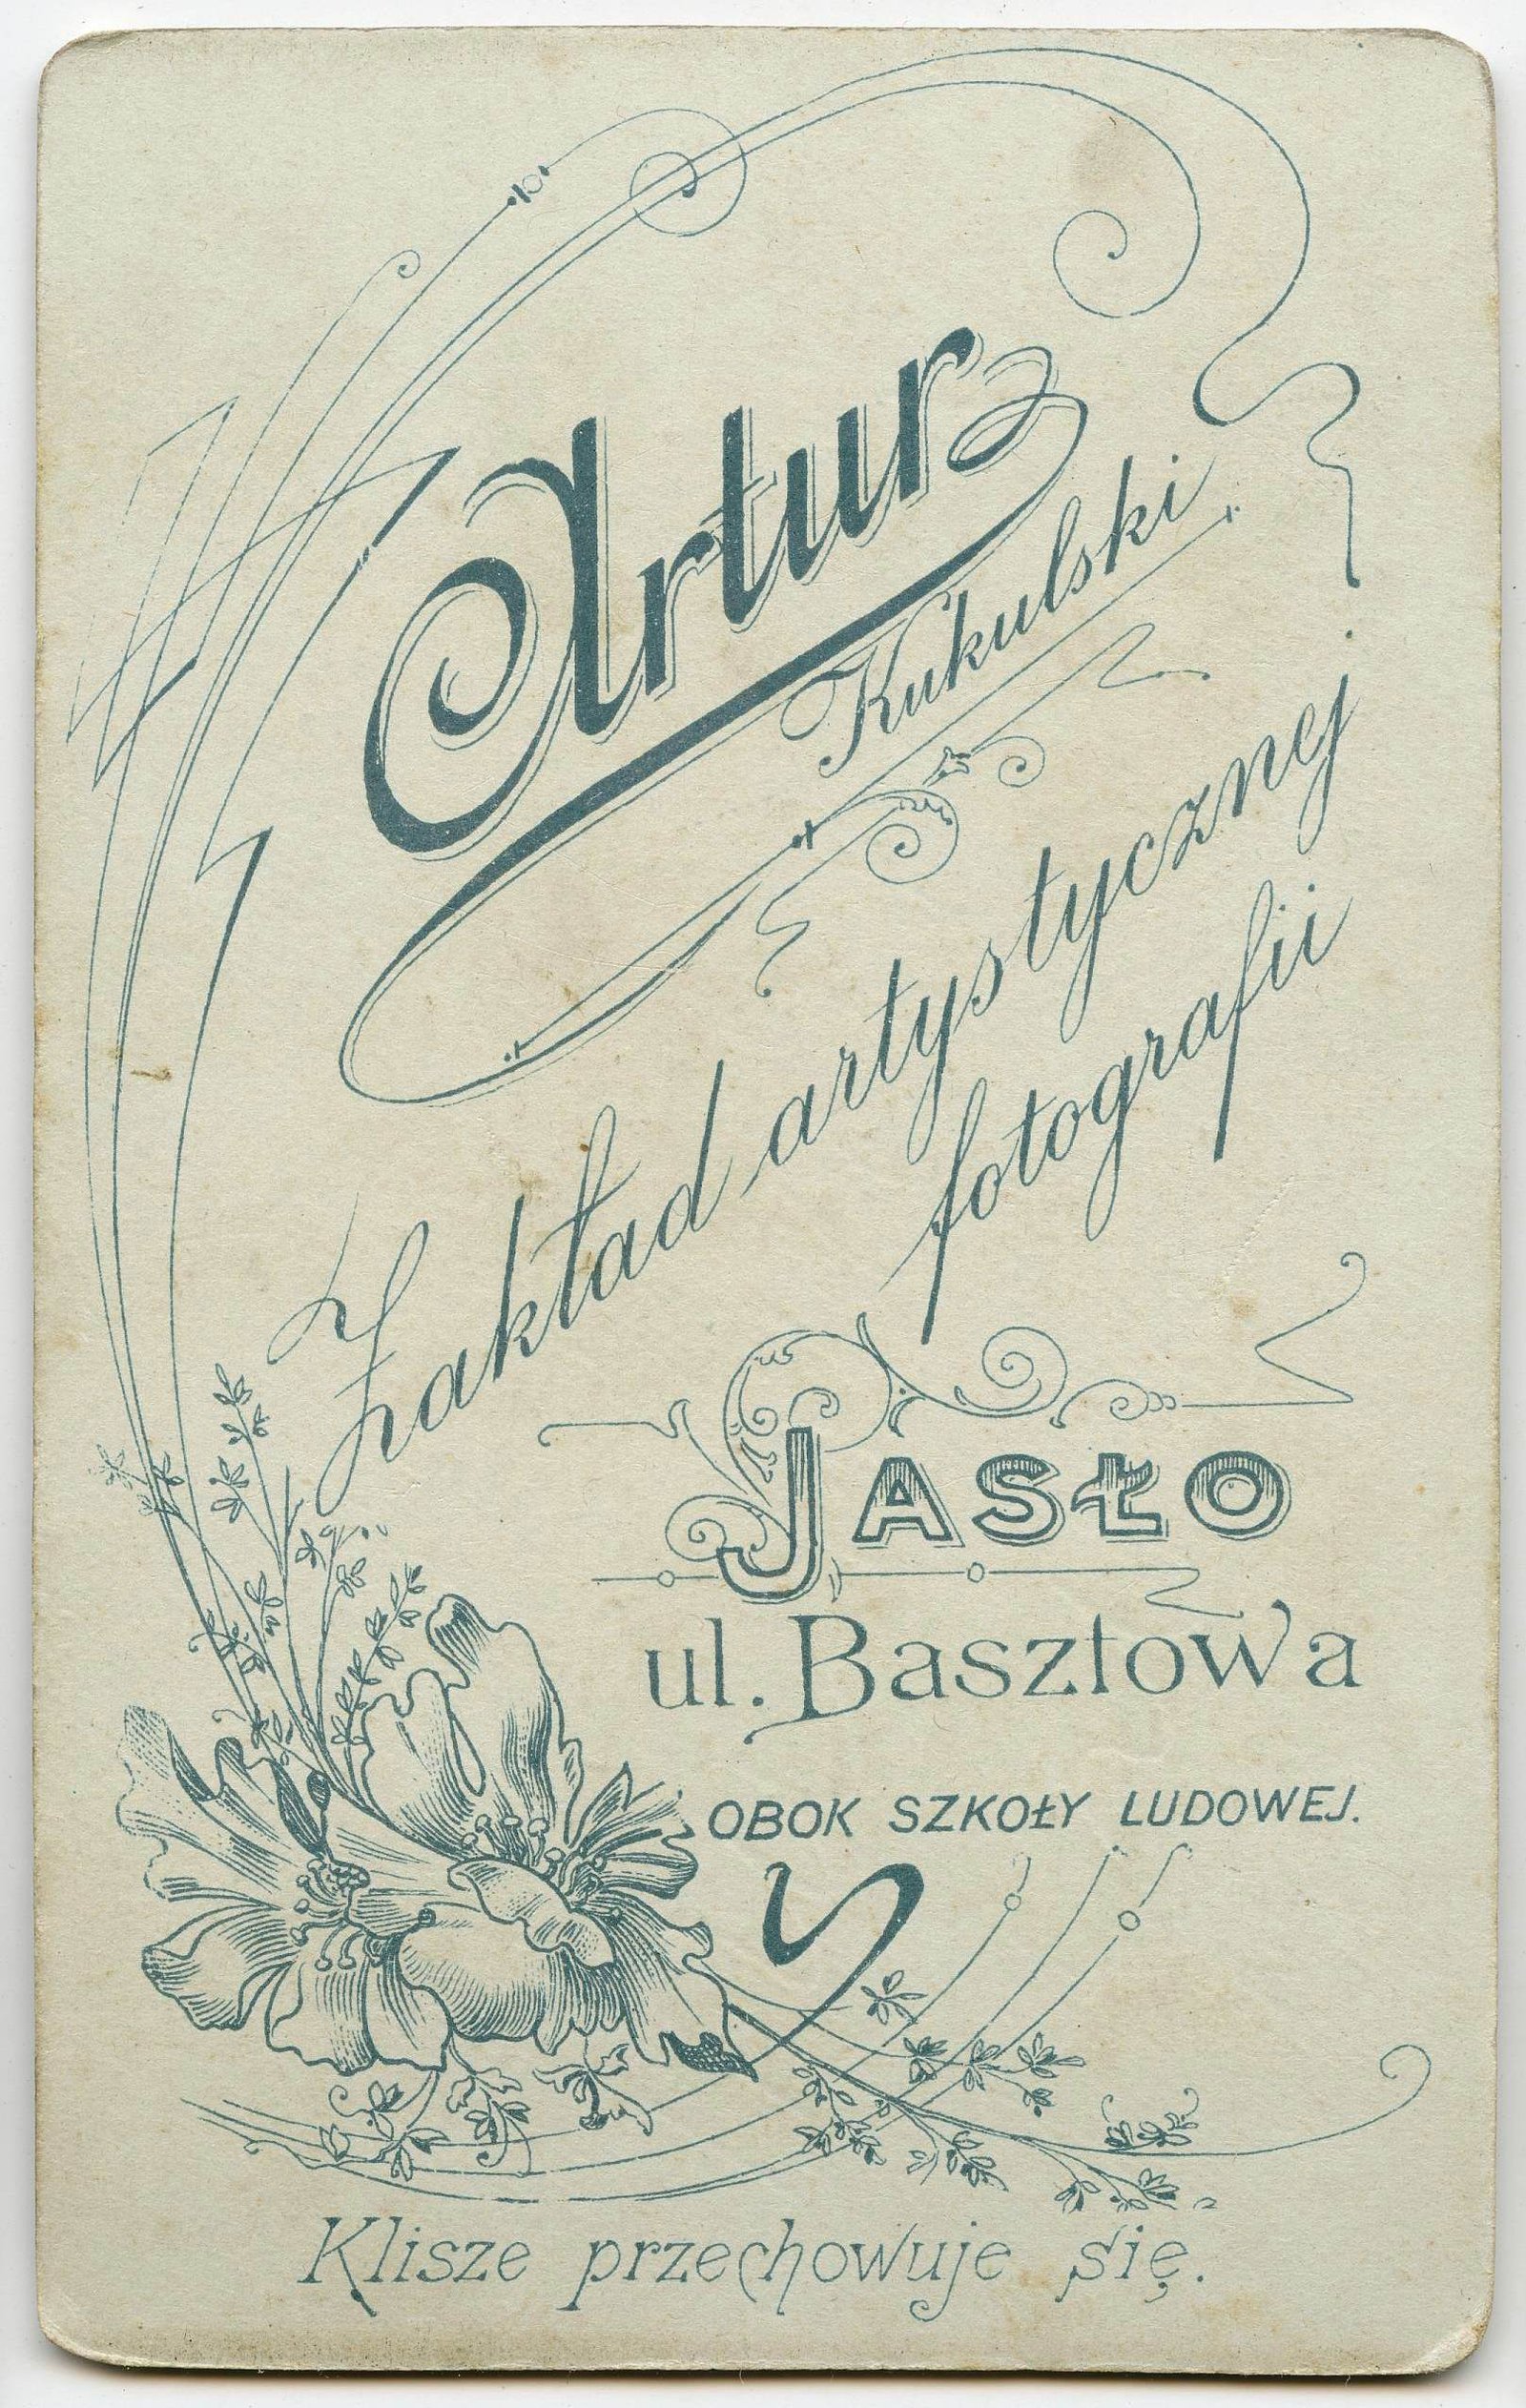 Artur
Kukulski
Zakład artystycznej
fotografii
JASŁO
ul. Basztowa
OBOK SZKOŁY LUDOWEJ.
Klisze przechowuje się.